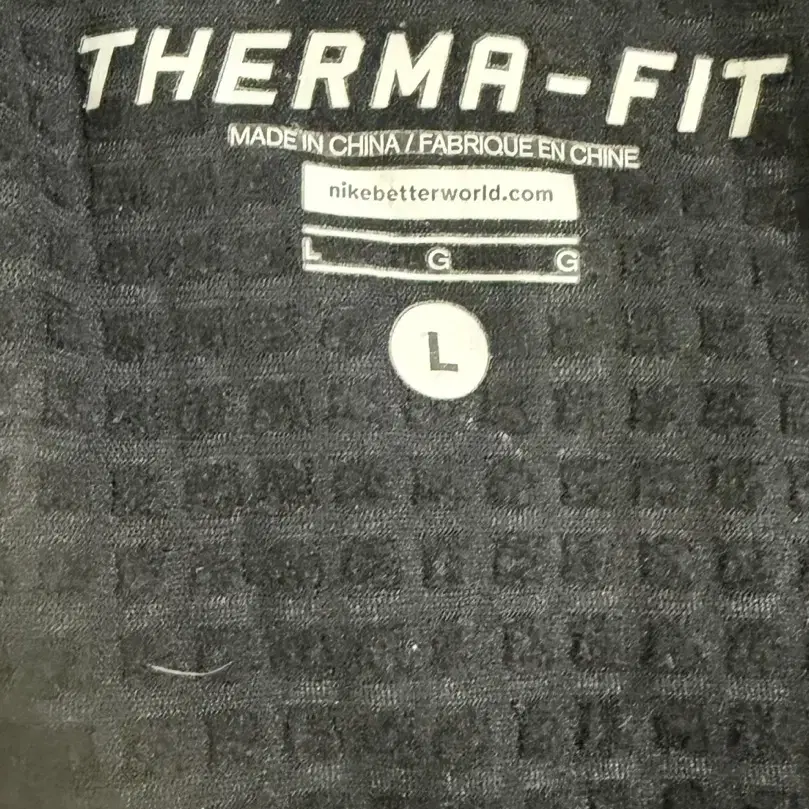 THERMA-FIT
MADE IN CHINA / FABRIQUE EN CHINE
nikebetterworld.com
L G G
L